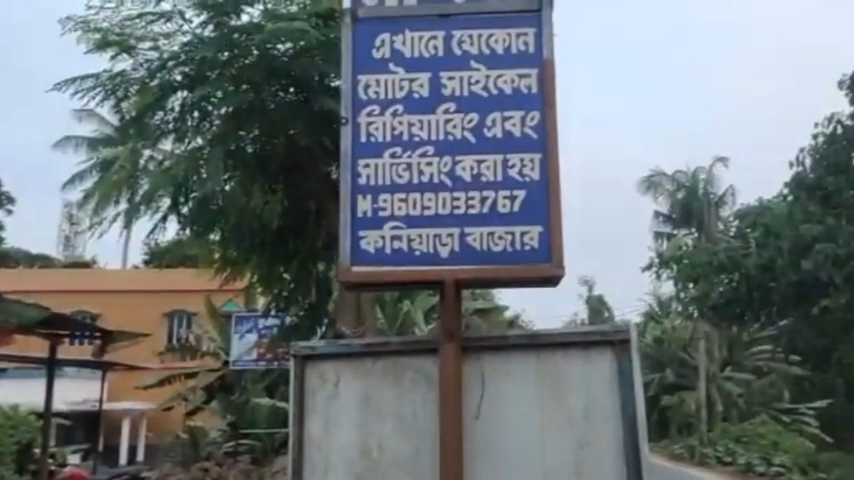 এখানে যেকোন
মোটর সাইকেল
রিপিয়ারিং এবং
সার্ভিসিং করা হয়
M-9609033767
কনিয়াড়া বাজার